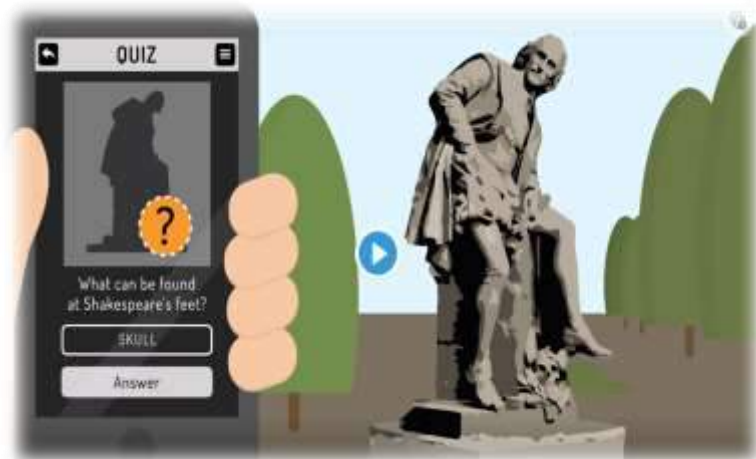 QUIZ
?
What can be found
at Shakespeare's feet?
SKULL
Answer